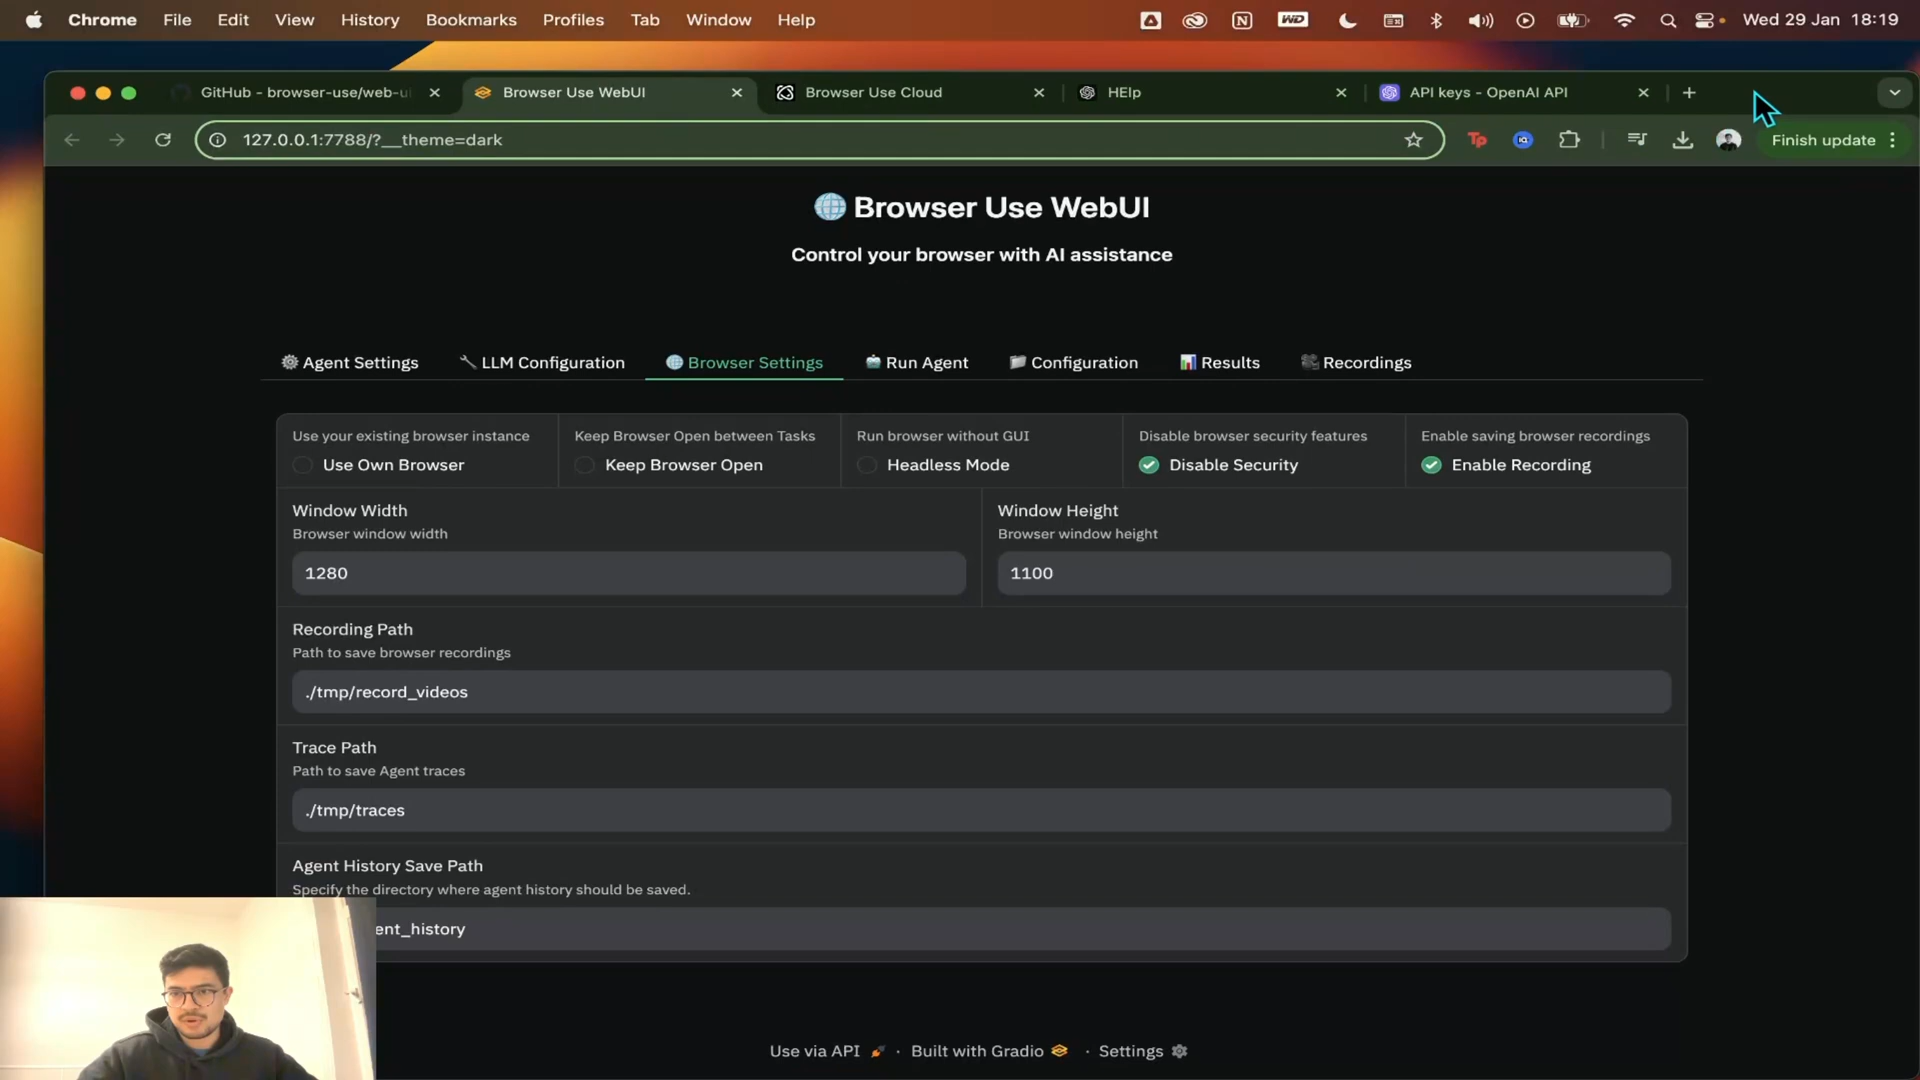 Chrome File Edit View History Bookmarks Profiles Tab Window Help Wed 29 Jan 18:19
GitHub - browser-use/web-u Browser Use WebUI Browser Use Cloud HElp API keys - OpenAI API
127.0.0.1:7788/?__theme=dark Tp Finish update
Browser Use WebUI
Control your browser with AI assistance
Agent Settings LLM Configuration Browser Settings Run Agent Configuration Results Recordings
Use your existing browser instance Keep Browser Open between Tasks Run browser without GUI Disable browser security features Enable saving browser recordings
Use Own Browser Keep Browser Open Headless Mode Disable Security Enable Recording
Window Width Window Height
Browser window width Browser window height
1280 1100
Recording Path
Path to save browser recordings
./tmp/record_videos
Trace Path
Path to save Agent traces
./tmp/traces
Agent History Save Path
Specify the directory where agent history should be saved.
ent_history
Use via API · Built with Gradio · Settings